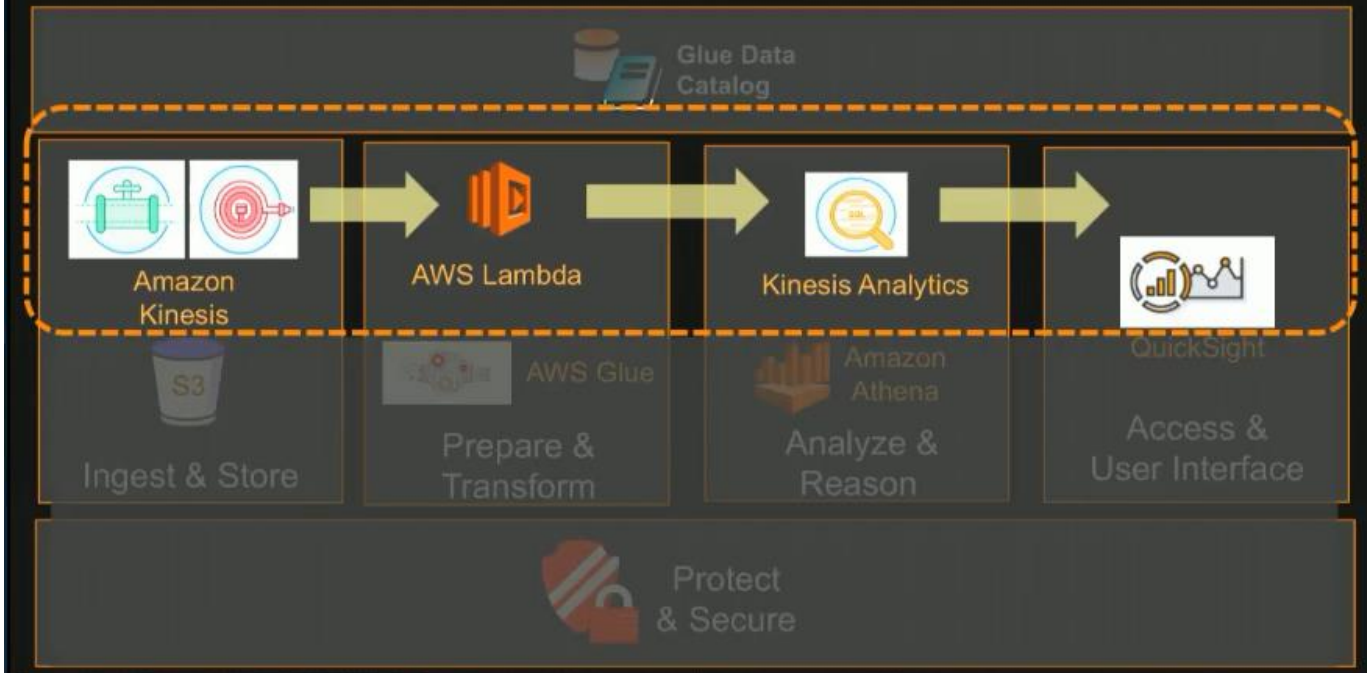 Glue Data
Catalog
Amazon
Kinesis
AWS Lambda
SQL
Kinesis Analytics
QuickSight
S3
AWS Glue
Amazon
Athena
Ingest & Store
Prepare &
Transform
Analyze &
Reason
Access &
User Interface
Protect
& Secure